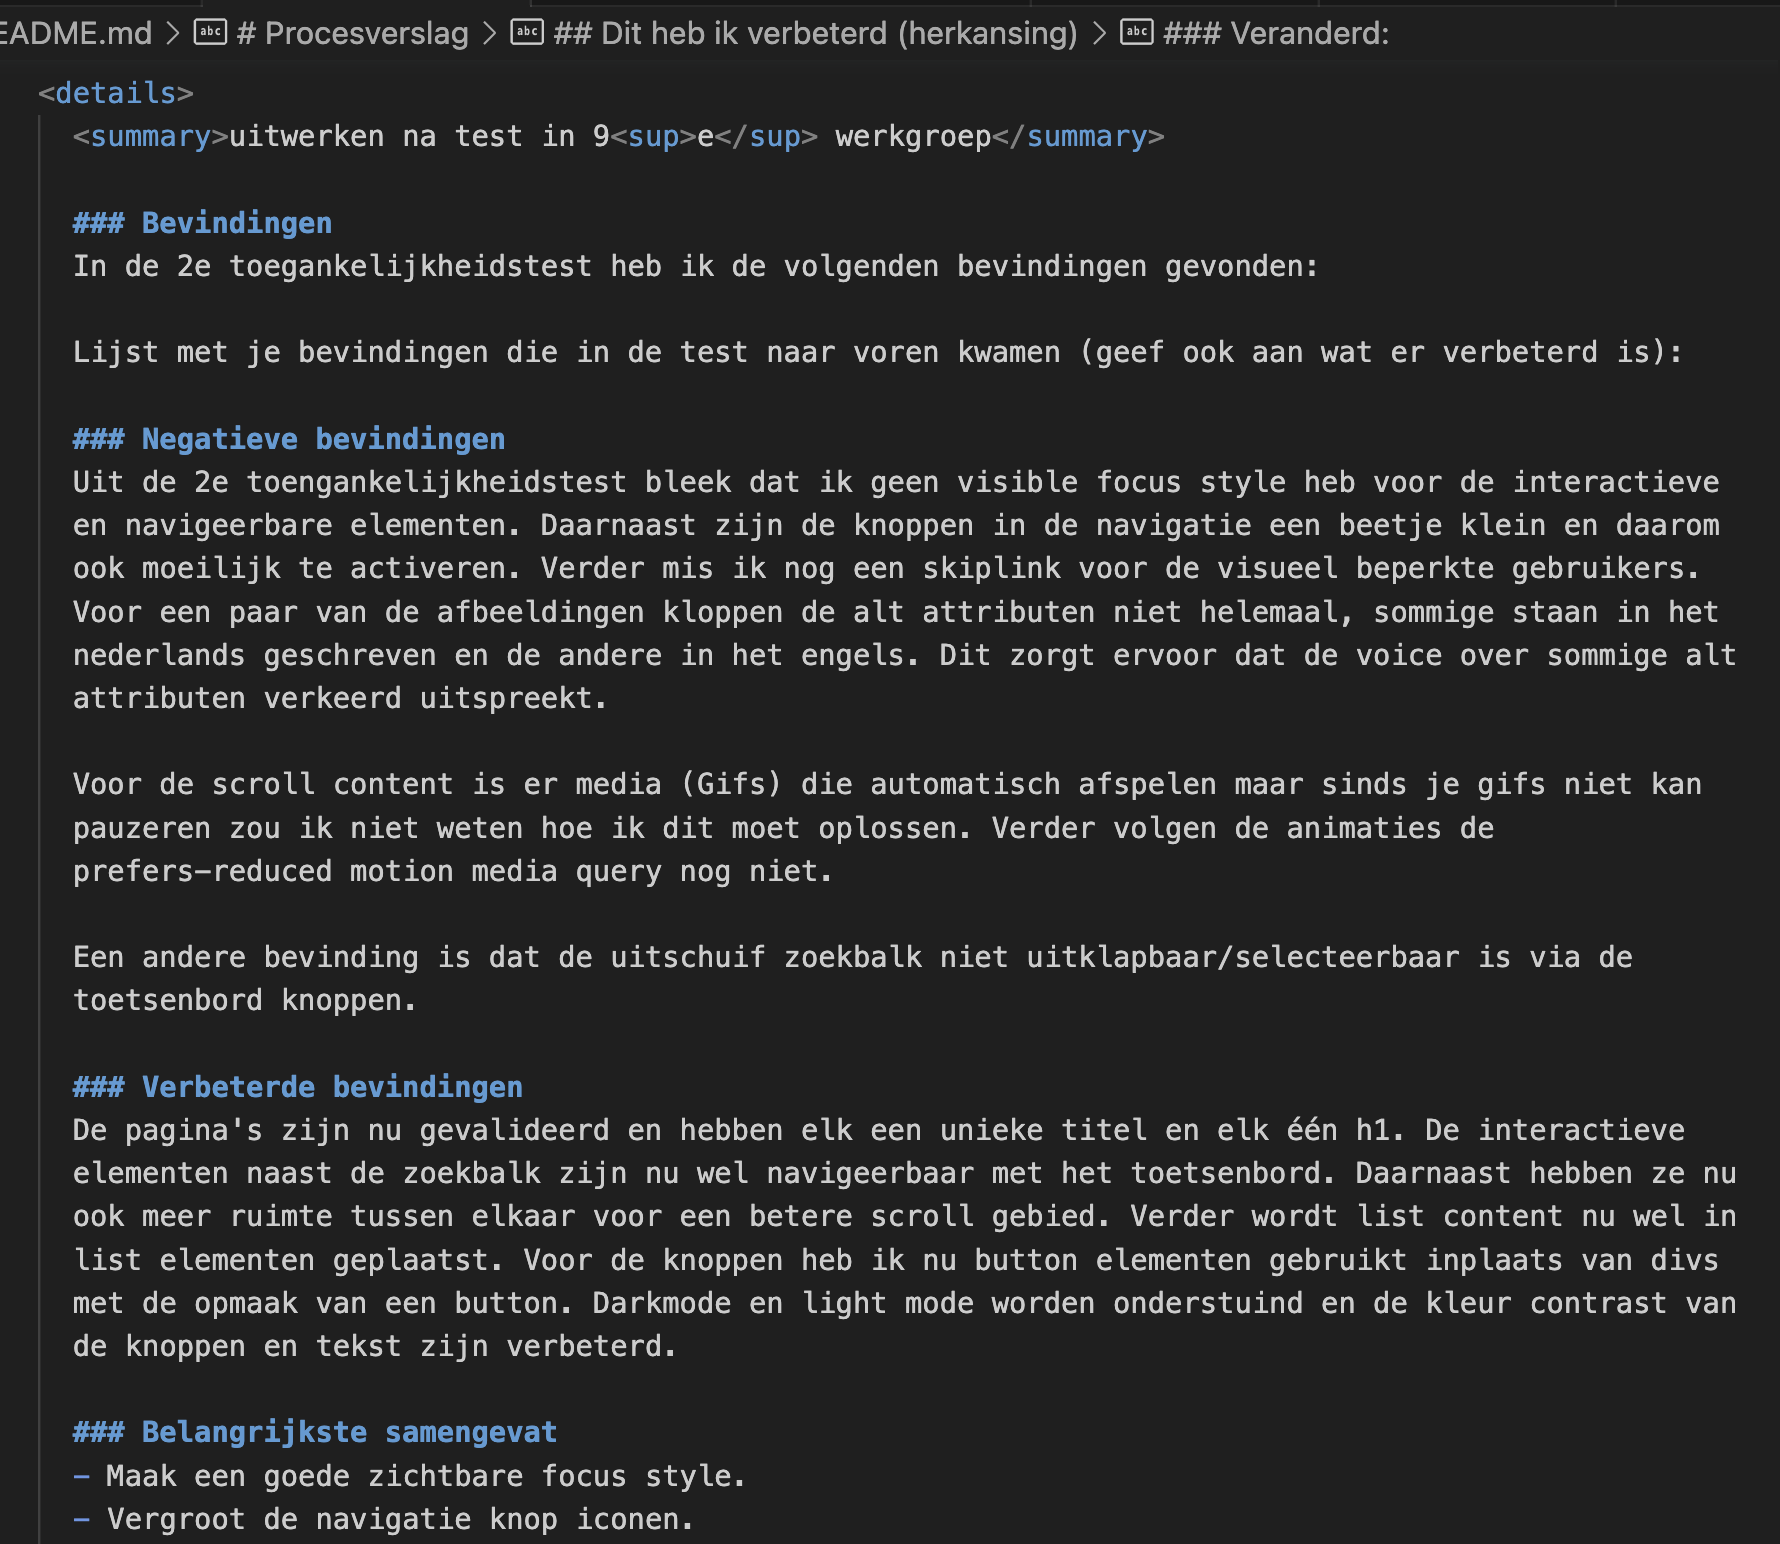 EADME.md > # Procesverslag > ## Dit heb ik verbeterd (herkansing) > ### Veranderd:
<details>
<summary>uitwerken na test in 9<sup>e</sup> werkgroep</summary>
### Bevindingen
In de 2e toegankelijkheidstest heb ik de volgenden bevindingen gevonden:
Lijst met je bevindingen die in de test naar voren kwamen (geef ook aan wat er verbeterd is):
### Negatieve bevindingen
Uit de 2e toengankelijkheidstest bleek dat ik geen visible focus style heb voor de interactieve
en navigeerbare elementen. Daarnaast zijn de knoppen in de navigatie een beetje klein en daarom
ook moeilijk te activeren. Verder mis ik nog een skiplink voor de visueel beperkte gebruikers.
Voor een paar van de afbeeldingen kloppen de alt attributen niet helemaal, sommige staan in het
nederlands geschreven en de andere in het engels. Dit zorgt ervoor dat de voice over sommige alt
attributen verkeerd uitspreekt.
Voor de scroll content is er media (Gifs) die automatisch afspelen maar sinds je gifs niet kan
pauzeren zou ik niet weten hoe ik dit moet oplossen. Verder volgen de animaties de
prefers-reduced motion media query nog niet.
Een andere bevinding is dat de uitschuif zoekbalk niet uitklapbaar/selecteerbaar is via de
toetsenbord knoppen.
### Verbeterde bevindingen
De pagina's zijn nu gevalideerd en hebben elk een unieke titel en elk één h1. De interactieve
elementen naast de zoekbalk zijn nu wel navigeerbaar met het toetsenbord. Daarnaast hebben ze nu
ook meer ruimte tussen elkaar voor een betere scroll gebied. Verder wordt list content nu wel in
list elementen geplaatst. Voor de knoppen heb ik nu button elementen gebruikt inplaats van divs
met de opmaak van een button. Darkmode en light mode worden onderstuind en de kleur contrast van
de knoppen en tekst zijn verbeterd.
### Belangrijkste samengevat
- Maak een goede zichtbare focus style.
- Vergroot de navigatie knop iconen.